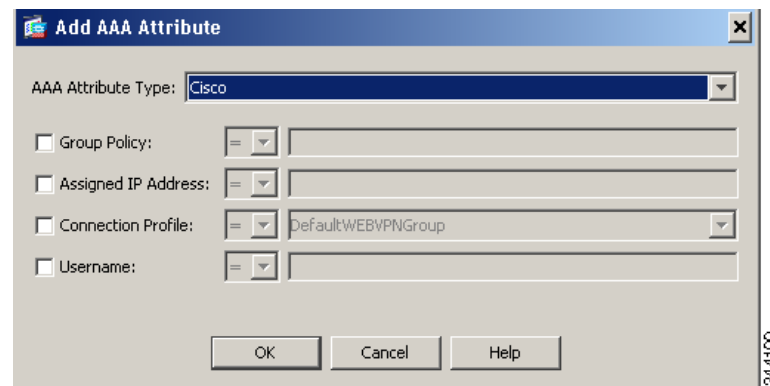 Add AAA Attribute
AAA Attribute Type: Cisco
Group Policy: =
Assigned IP Address: =
Connection Profile: = DefaultWEBVPNGroup
Username: =
OK Cancel Help